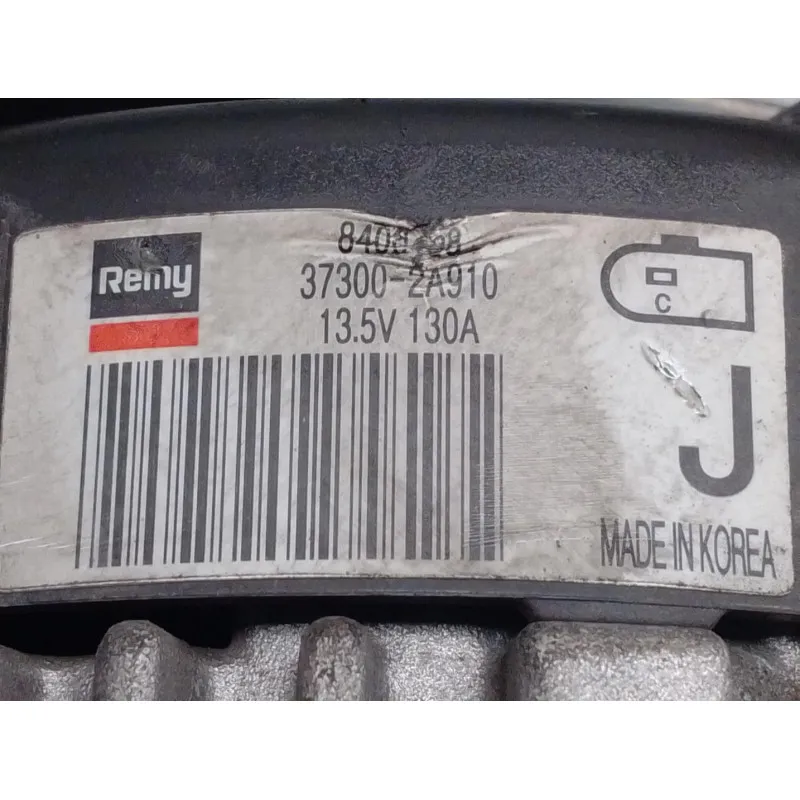 Remy
37300-2A910
13.5V 130A
C
J
MADE IN KOREA